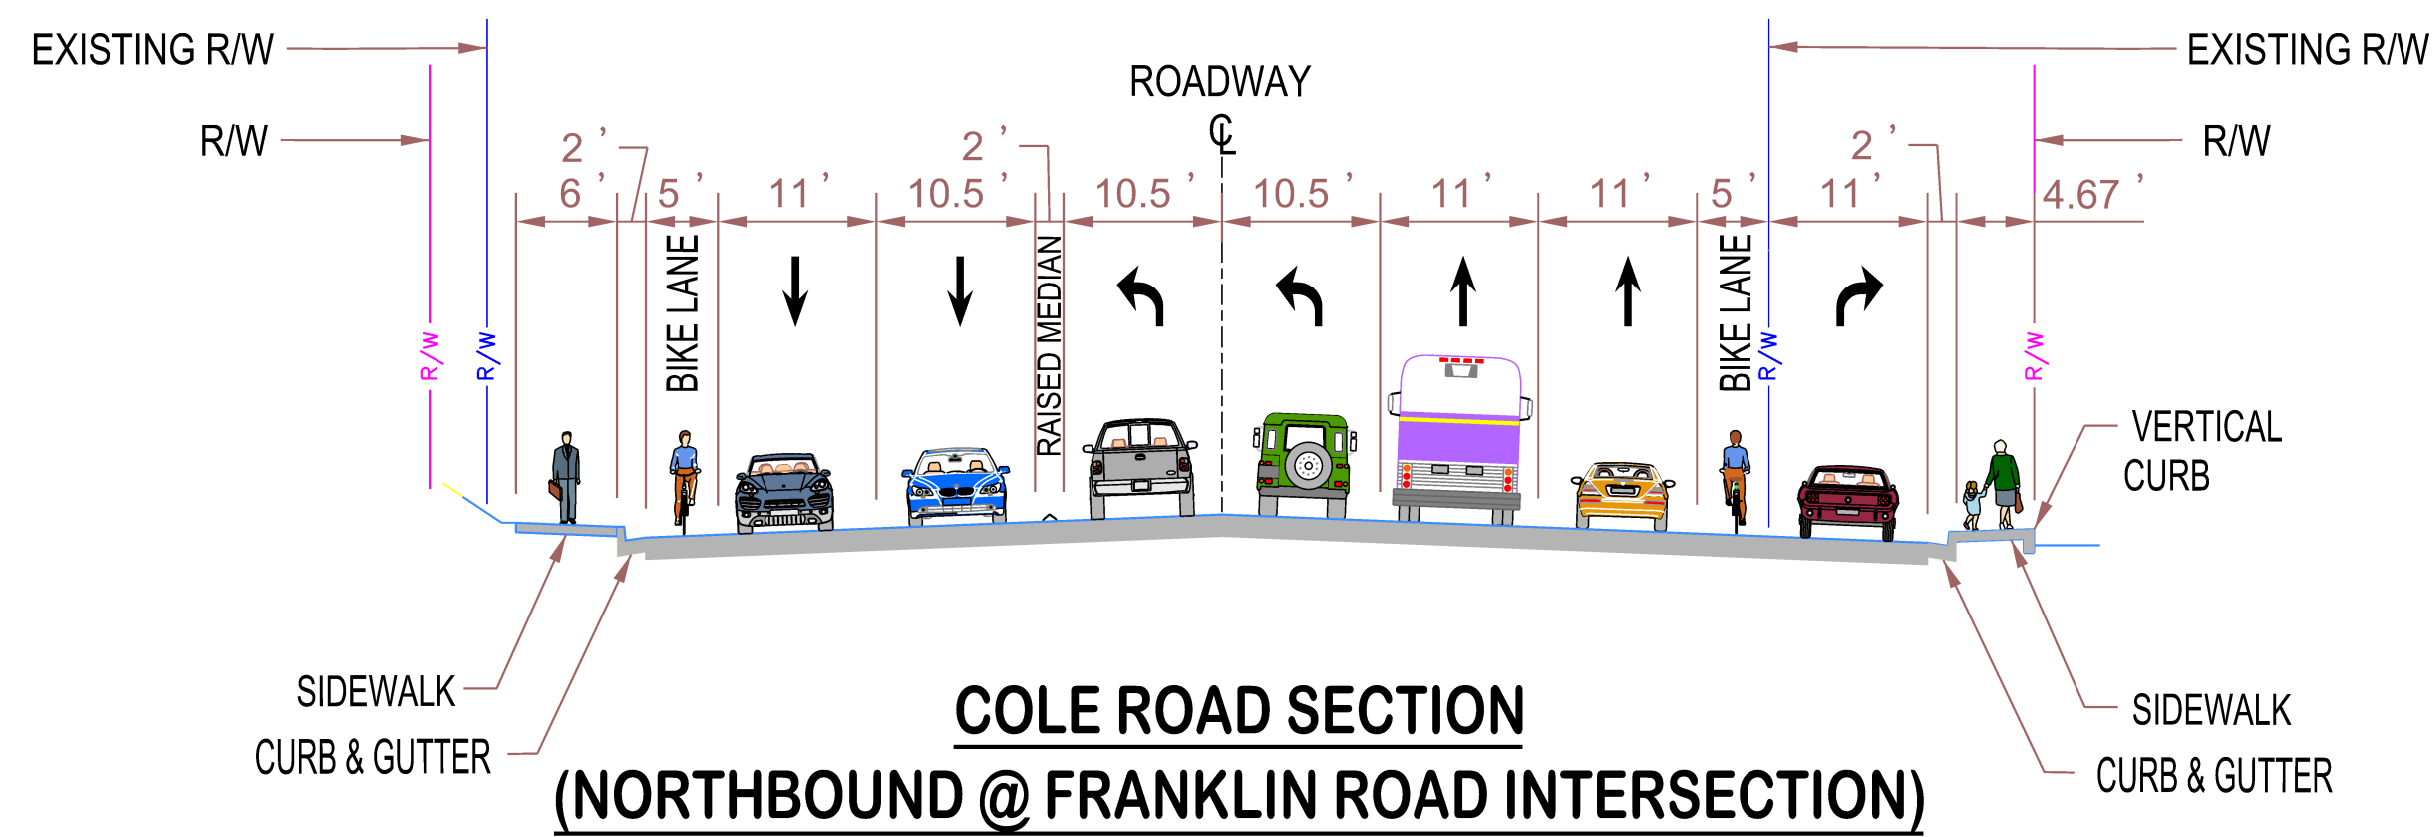 EXISTING R/W
EXISTING R/W
ROADWAY
CL
R/W
R/W
2' 2' 2'
6' 5' 11' 10.5' 10.5' 10.5' 11' 11' 5' 11' 4.67'
BIKE LANE
RAISED MEDIAN
BIKE LANE
R/W
R/W
R/W
R/W
VERTICAL
CURB
SIDEWALK
CURB & GUTTER
SIDEWALK
CURB & GUTTER
COLE ROAD SECTION
(NORTHBOUND @ FRANKLIN ROAD INTERSECTION)